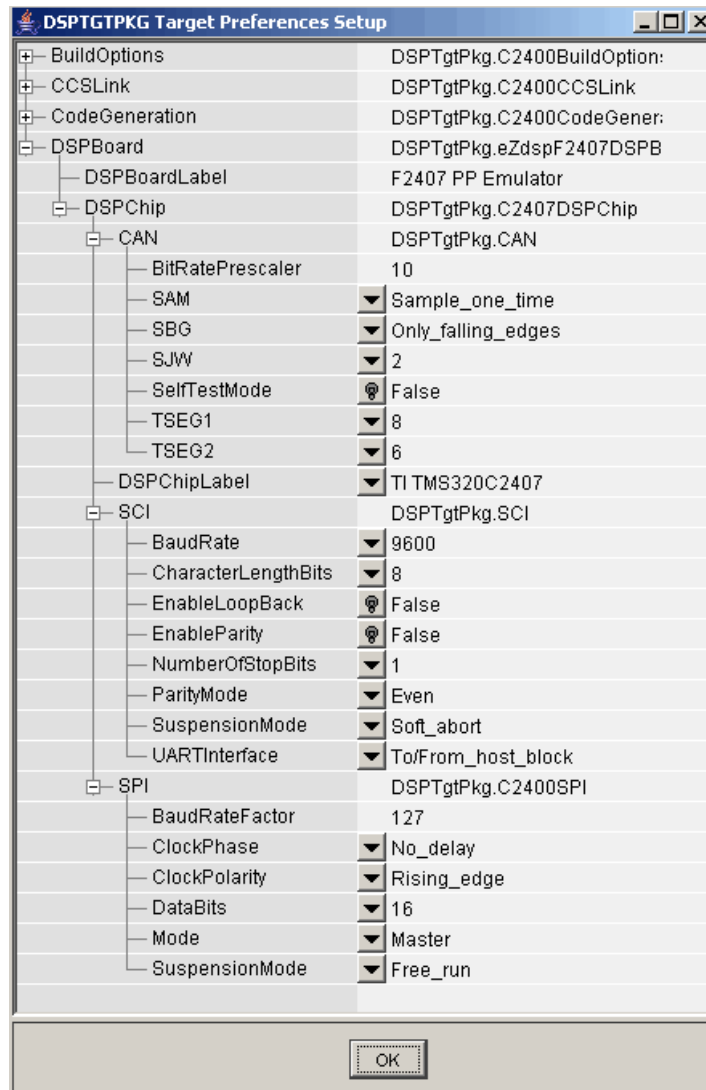 DSPTGTPKG Target Preferences Setup
BuildOptions DSPTgtPkg.C2400BuildOption:
CCSLink DSPTgtPkg.C2400CCSLink
CodeGeneration DSPTgtPkg.C2400CodeGener
DSPBoard DSPTgtPkg.eZdspF2407DSPB
DSPBoardLabel F2407 PP Emulator
DSPChip DSPTgtPkg.C2407DSPChip
CAN DSPTgtPkg.CAN
BitRatePrescaler 10
SAM Sample_one_time
SBG Only_falling_edges
SJW 2
SelfTestMode False
TSEG1 8
TSEG2 6
DSPChipLabel TI TMS320C2407
SCI DSPTgtPkg.SCI
BaudRate 9600
CharacterLengthBits 8
EnableLoopBack False
EnableParity False
NumberOfStopBits 1
ParityMode Even
SuspensionMode Soft_abort
UARTInterface To/From_host_block
SPI DSPTgtPkg.C2400SPI
BaudRateFactor 127
ClockPhase No_delay
ClockPolarity Rising_edge
DataBits 16
Mode Master
SuspensionMode Free_run
OK